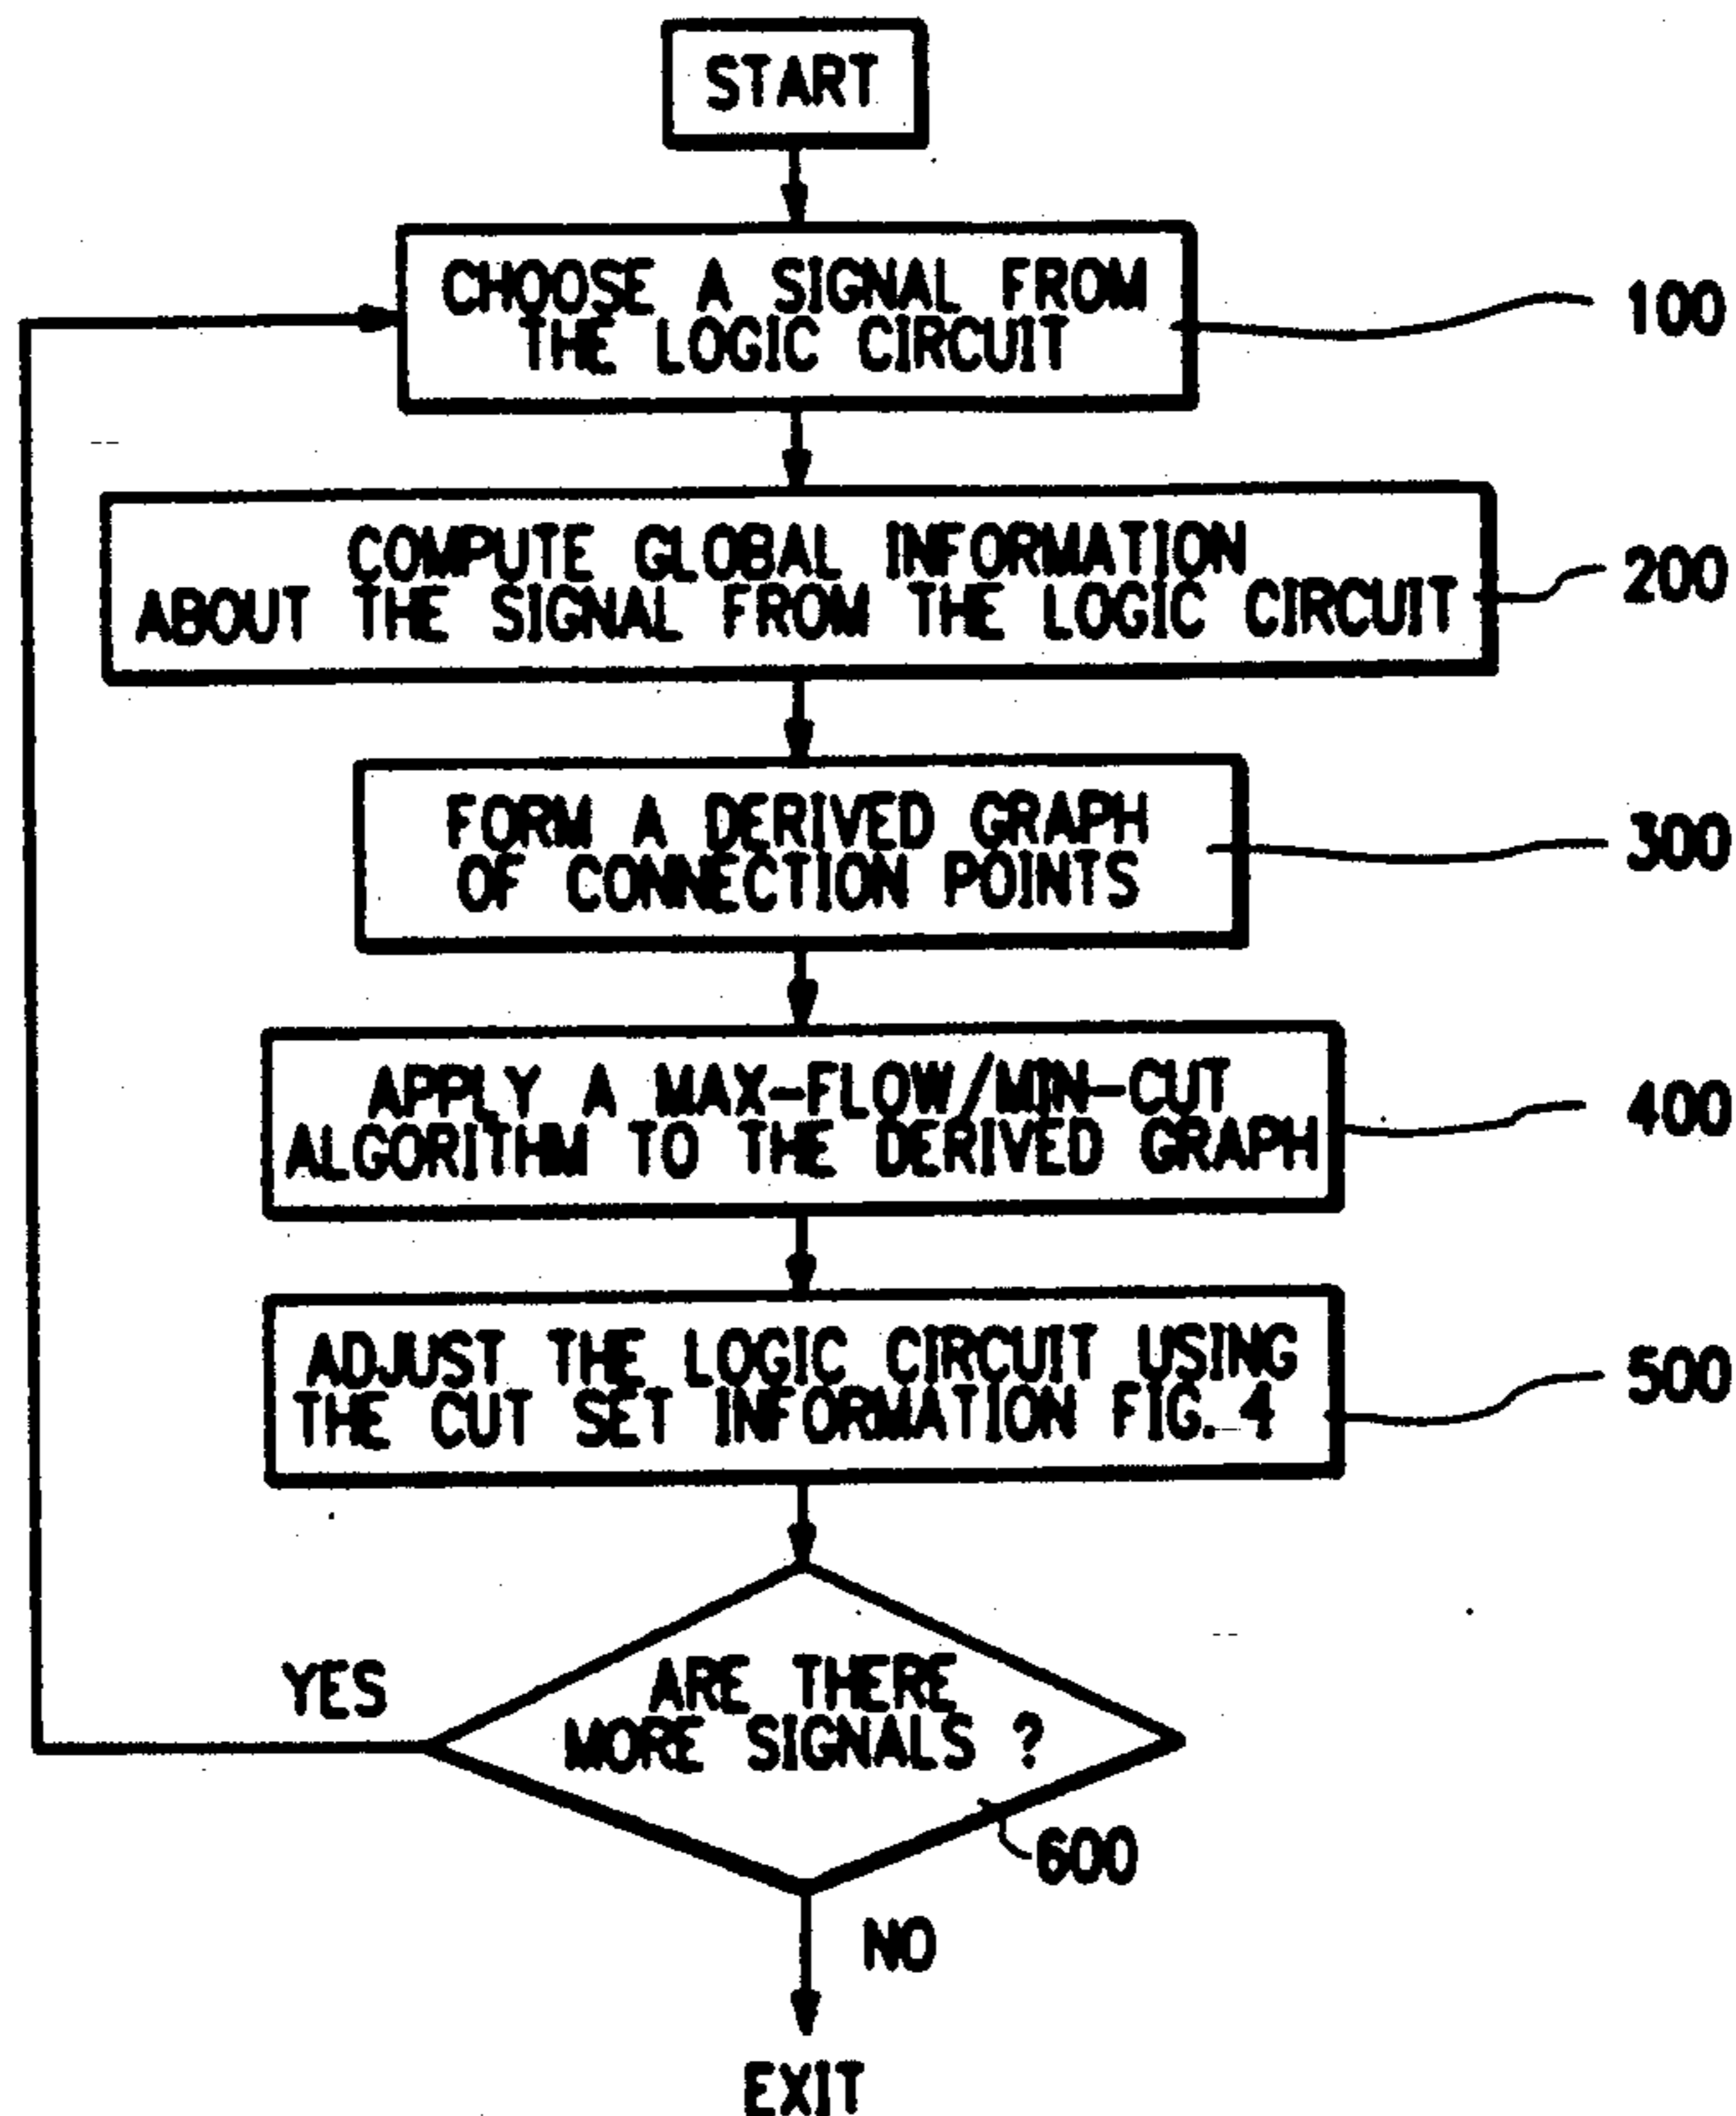 START
CHOOSE A SIGNAL FROM
THE LOGIC CIRCUIT
100
COMPUTE GLOBAL INFORMATION
ABOUT THE SIGNAL FROM THE LOGIC CIRCUIT
200
FORM A DERIVED GRAPH
OF CONNECTION POINTS
300
APPLY A MAX-FLOW/MIN-CUT
ALGORITHM TO THE DERIVED GRAPH
400
ADJUST THE LOGIC CIRCUIT USING
THE CUT SET INFORMATION FIG. 4
500
YES
ARE THERE
MORE SIGNALS ?
600
NO
EXIT